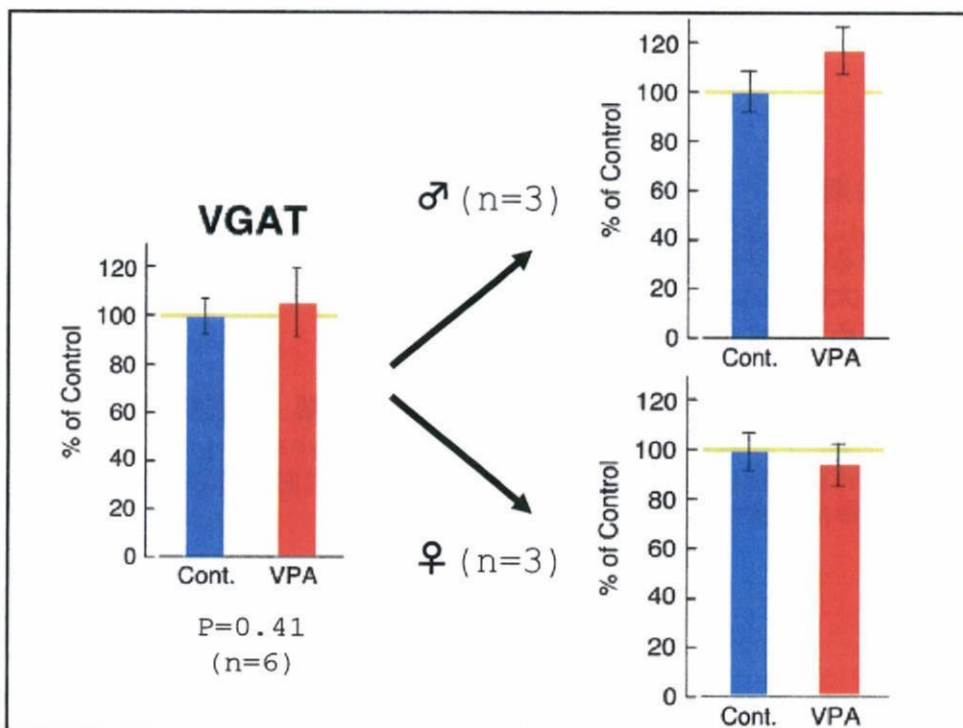 VGAT
% of Control
120
100
80
60
40
20
0
Cont. VPA
P=0.41
(n=6)
♂ (n=3)
% of Control
120
100
80
60
40
20
0
Cont. VPA
♀ (n=3)
% of Control
120
100
80
60
40
20
0
Cont. VPA